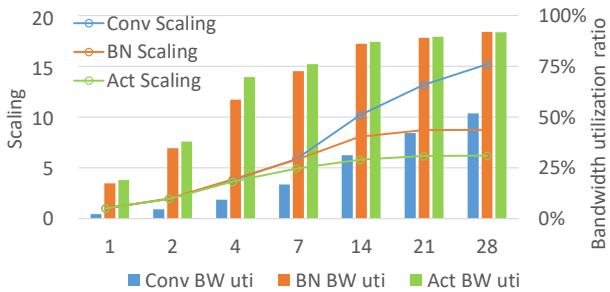 20 100%
Conv Scaling
BN Scaling
15 75%
Act Scaling
Scaling
10 50%
Bandwidth utilization ratio
5 25%
0 0%
1 2 4 7 14 21 28
Conv BW uti BN BW uti Act BW uti